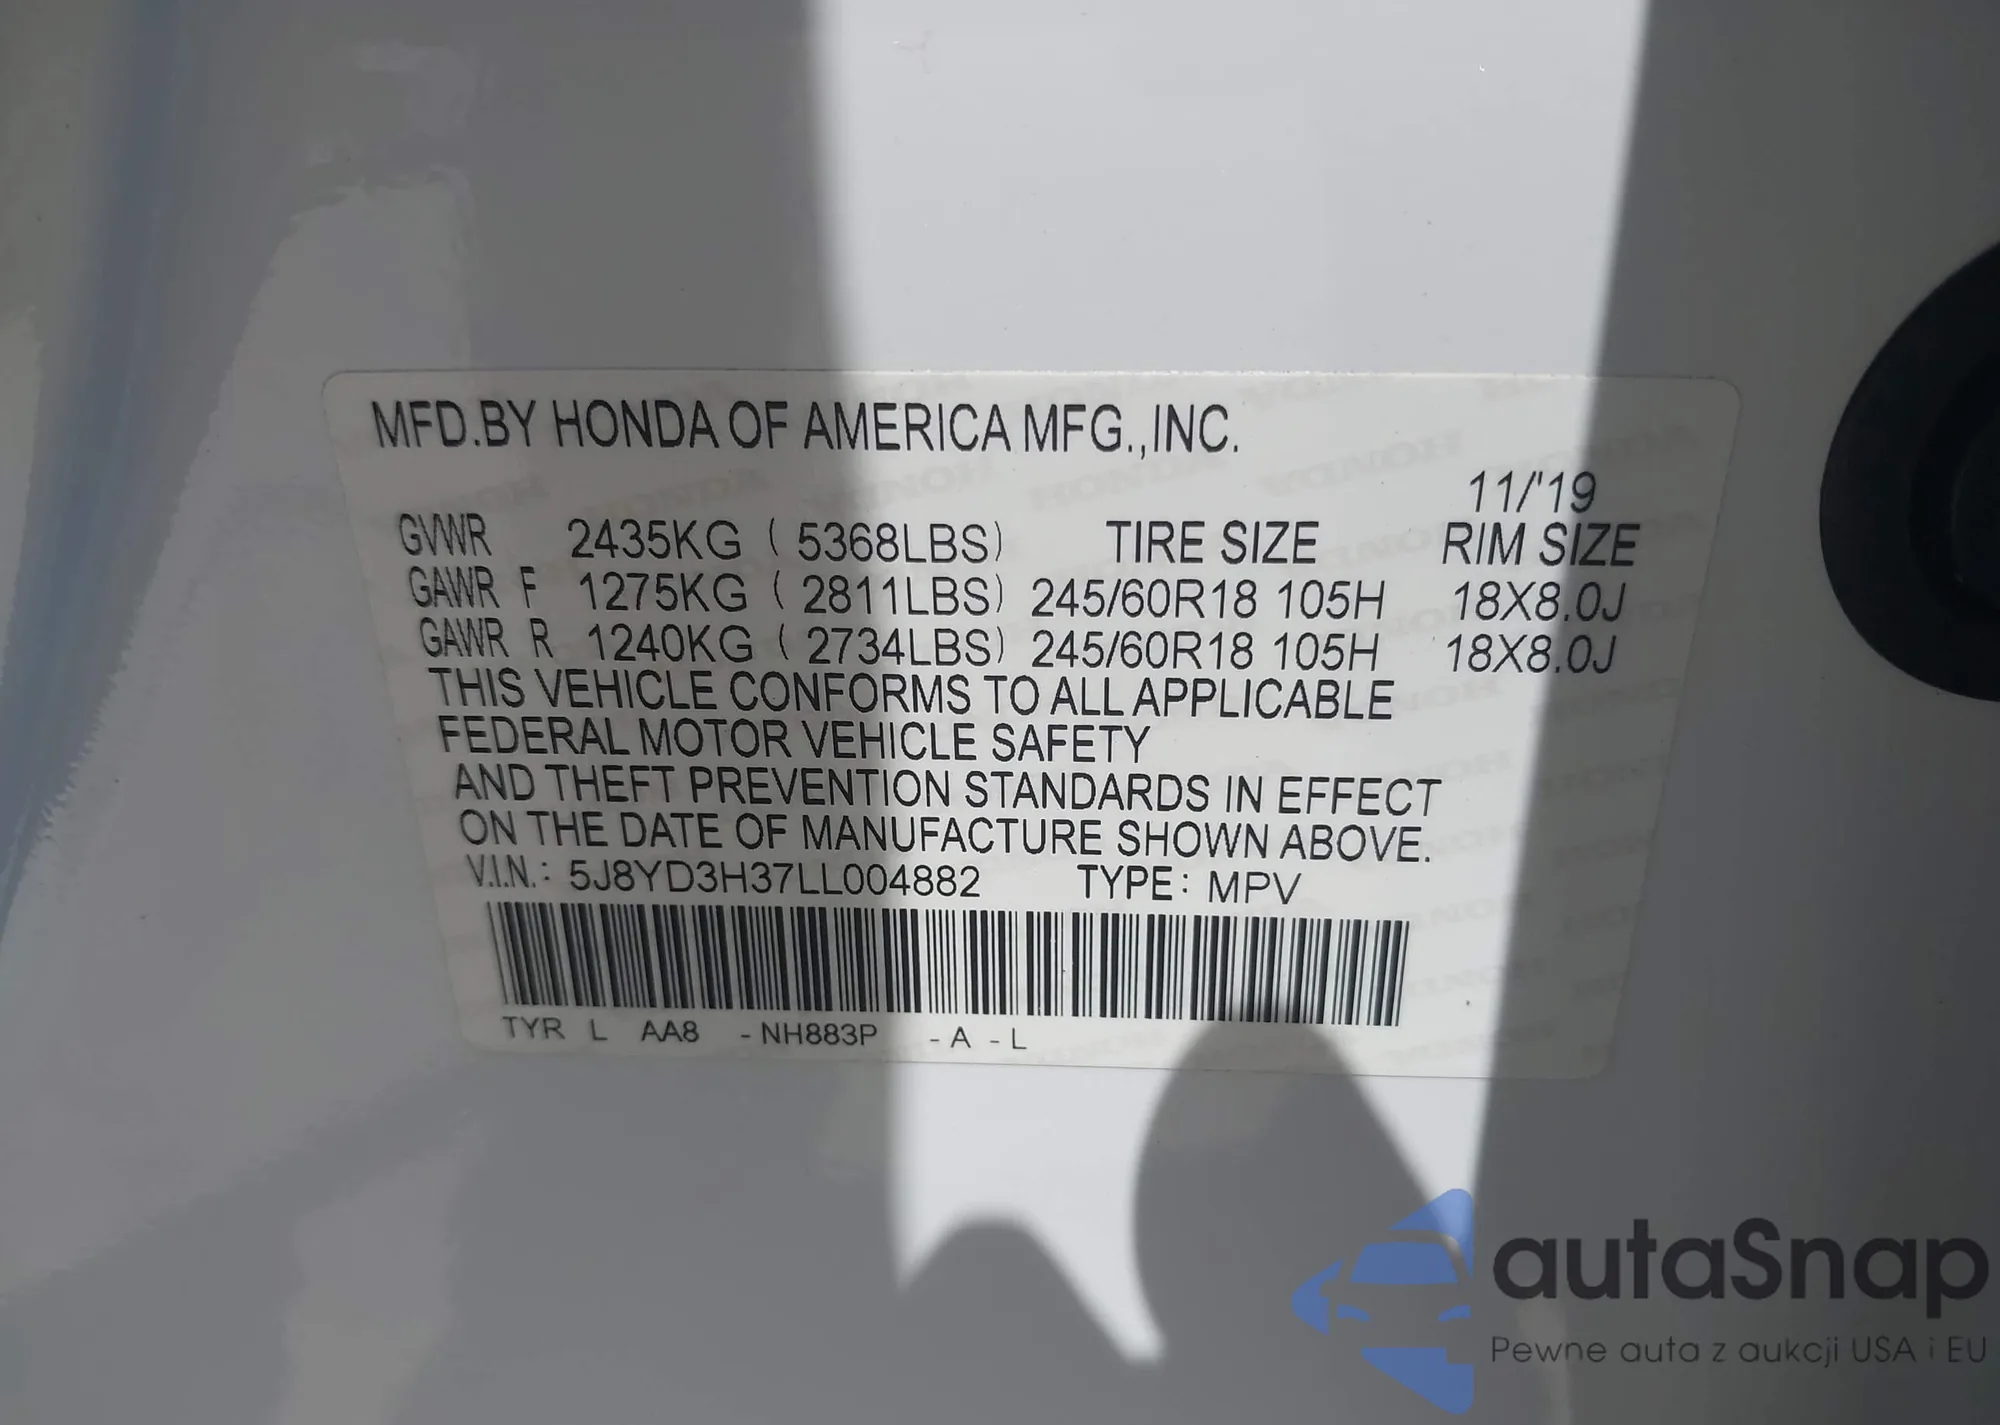 MFD.BY HONDA OF AMERICA MFG.,INC.
11/'19
GVWR 2435KG ( 5368LBS) TIRE SIZE RIM SIZE
GAWR F 1275KG ( 2811LBS) 245/60R18 105H 18X8.0J
GAWR R 1240KG ( 2734LBS) 245/60R18 105H 18X8.0J
THIS VEHICLE CONFORMS TO ALL APPLICABLE
FEDERAL MOTOR VEHICLE SAFETY
AND THEFT PREVENTION STANDARDS IN EFFECT
ON THE DATE OF MANUFACTURE SHOWN ABOVE.
V.I.N.: 5J8YD3H37LL004882 TYPE: MPV
TYR L AA8 -NH883P -A -L
autaSnap
Pewne auta z aukcji USA i EU